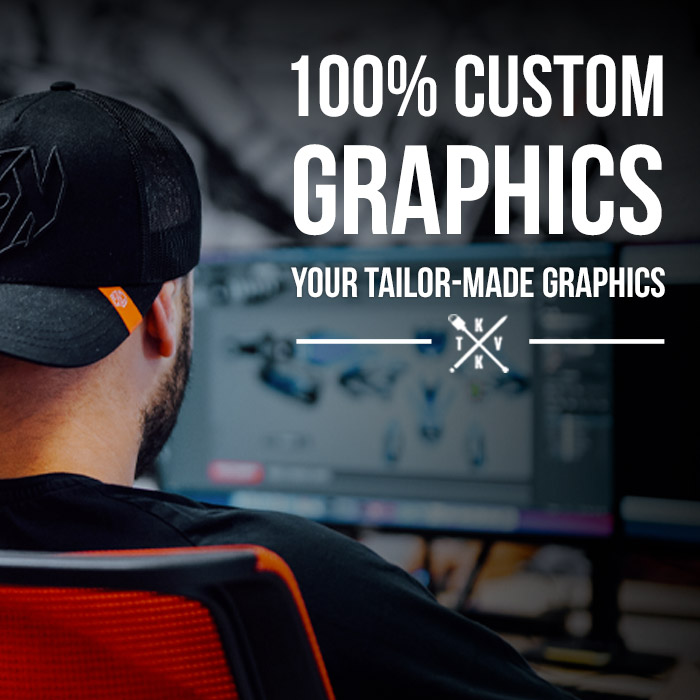 100% CUSTOM
GRAPHICS
YOUR TAILOR-MADE GRAPHICS
K
T V
K